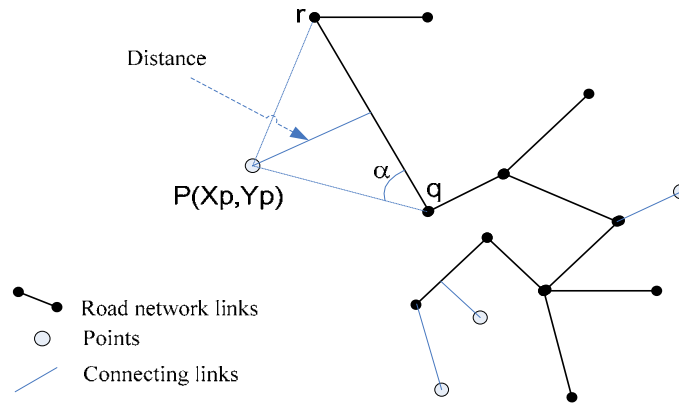 r
Distance
α
q
P(Xp,Yp)
Road network links
Points
Connecting links